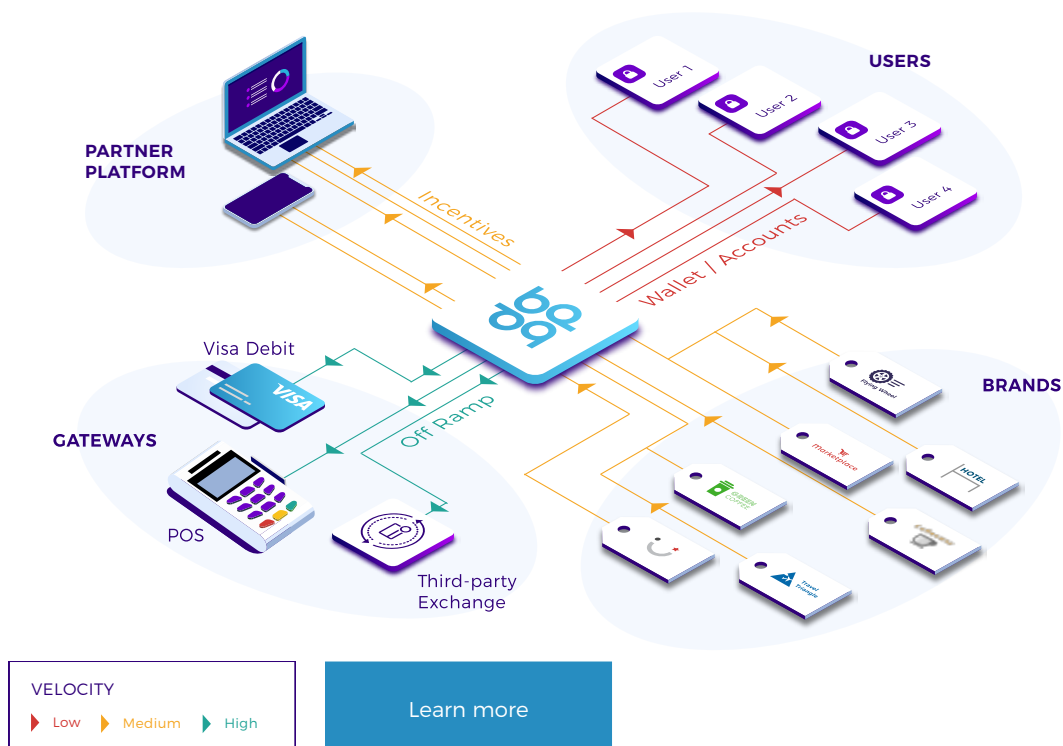 USERS
User 1
User 2
User 3
User 4
PARTNER
PLATFORM
Incentives
Wallet / Accounts
Visa Debit
VISA
GATEWAYS
Off Ramp
POS
Third-party
Exchange
BRANDS
Flying Wheel
marketplace
HOTEL
GREEN
COFFEE
Travel
Triangle
VELOCITY
Low
Medium
High
Learn more